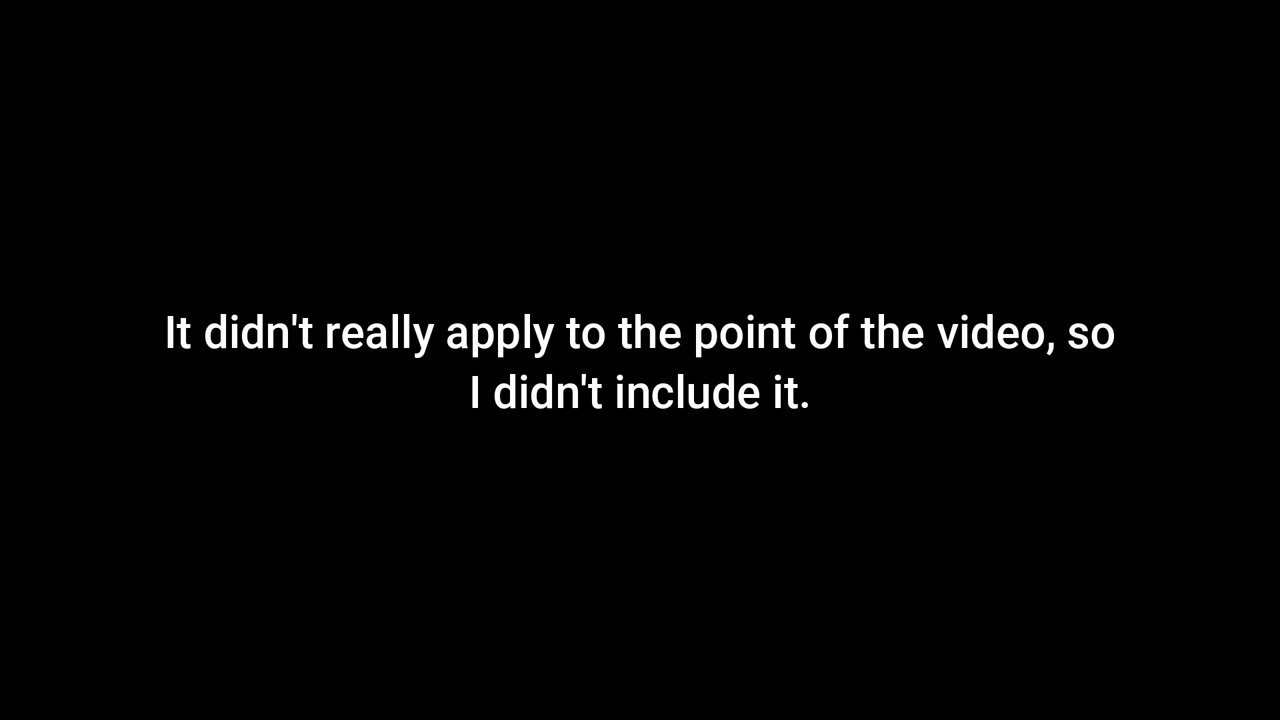 It didn't really apply to the point of the video, so
I didn't include it.